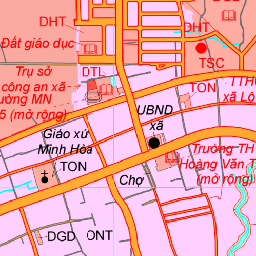 DHT
DHT
Đất giáo dục
TSC
Trụ sở
công an xã
DTL
TTH
xã Lộ
ường MN
5 (mở rộng)
TON
UBND
xã
Giáo xứ
Minh Hòa
Trường TH
Hoàng Văn T
(mở rộng)
TON
Chợ
DGD
ONT